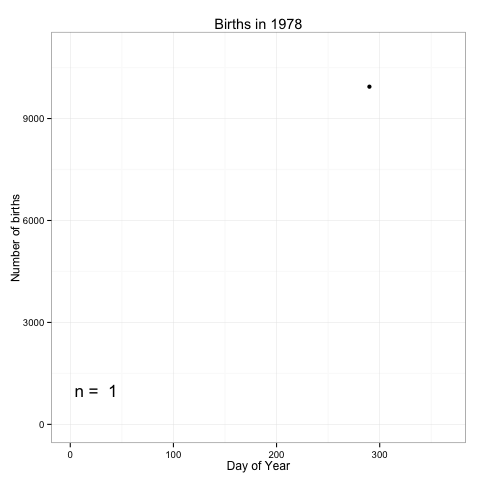 Births in 1978
9000
6000
3000
0
Number of births
n =  1
0 100 200 300
Day of Year